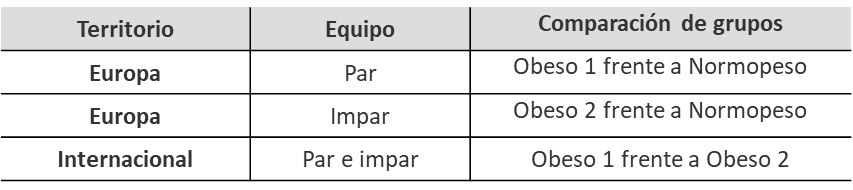 Territorio Equipo Comparación de grupos
Europa Par Obeso 1 frente a Normopeso
Europa Impar Obeso 2 frente a Normopeso
Internacional Par e impar Obeso 1 frente a Obeso 2